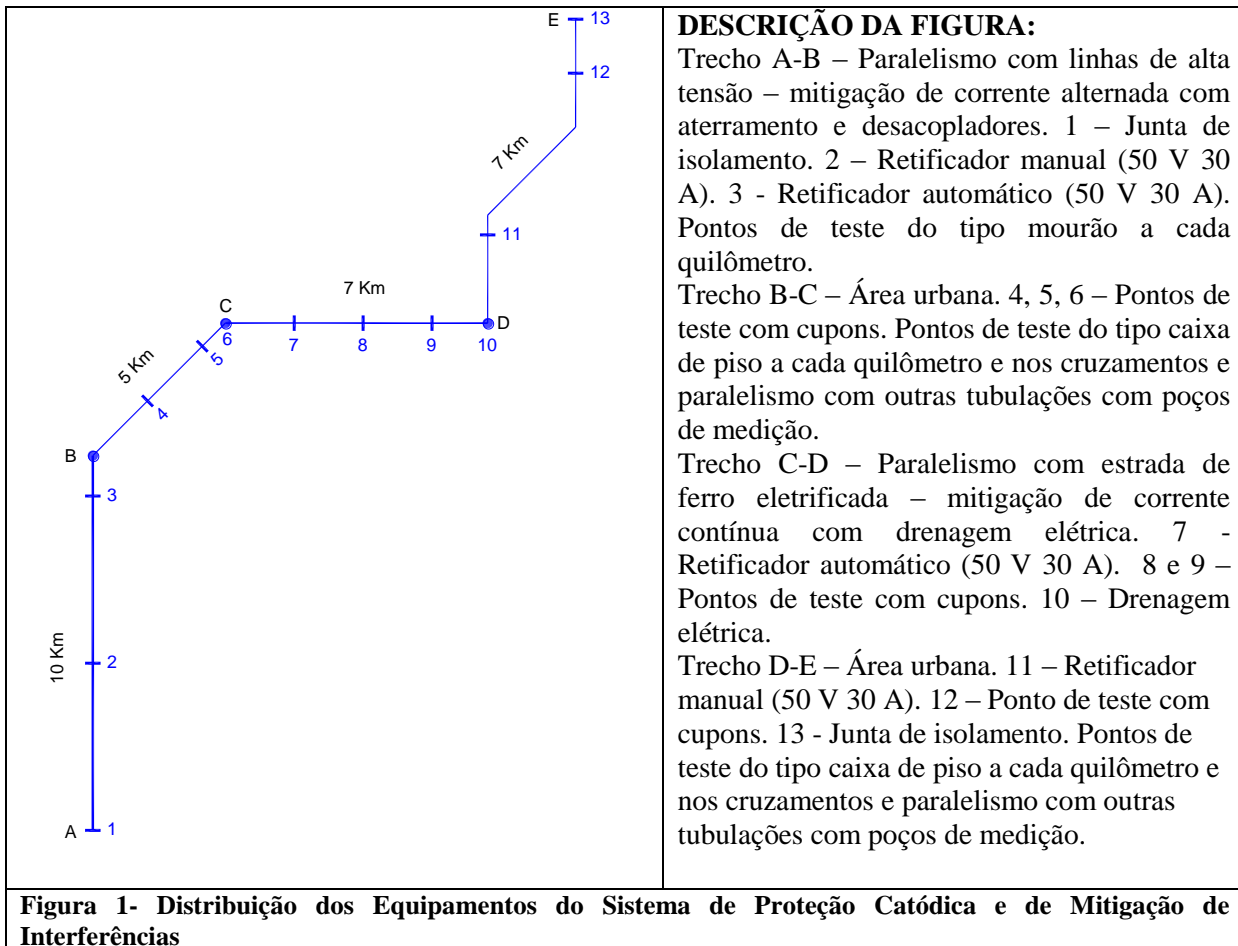 E
13
12
7 Km
11
7 Km
C
D
6
7
8
9
10
5
5 Km
4
B
3
10 Km
2
A
1
DESCRIÇÃO DA FIGURA:
Trecho A-B – Paralelismo com linhas de alta
tensão – mitigação de corrente alternada com
aterramento e desacopladores. 1 – Junta de
isolamento. 2 – Retificador manual (50 V 30
A). 3 - Retificador automático (50 V 30 A).
Pontos de teste do tipo mourão a cada
quilômetro.
Trecho B-C – Área urbana. 4, 5, 6 – Pontos de
teste com cupons. Pontos de teste do tipo caixa
de piso a cada quilômetro e nos cruzamentos e
paralelismo com outras tubulações com poços
de medição.
Trecho C-D – Paralelismo com estrada de
ferro eletrificada – mitigação de corrente
contínua com drenagem elétrica. 7 -
Retificador automático (50 V 30 A). 8 e 9 –
Pontos de teste com cupons. 10 – Drenagem
elétrica.
Trecho D-E – Área urbana. 11 – Retificador
manual (50 V 30 A). 12 – Ponto de teste com
cupons. 13 - Junta de isolamento. Pontos de
teste do tipo caixa de piso a cada quilômetro e
nos cruzamentos e paralelismo com outras
tubulações com poços de medição.
Figura 1- Distribuição dos Equipamentos do Sistema de Proteção Catódica e de Mitigação de
Interferências